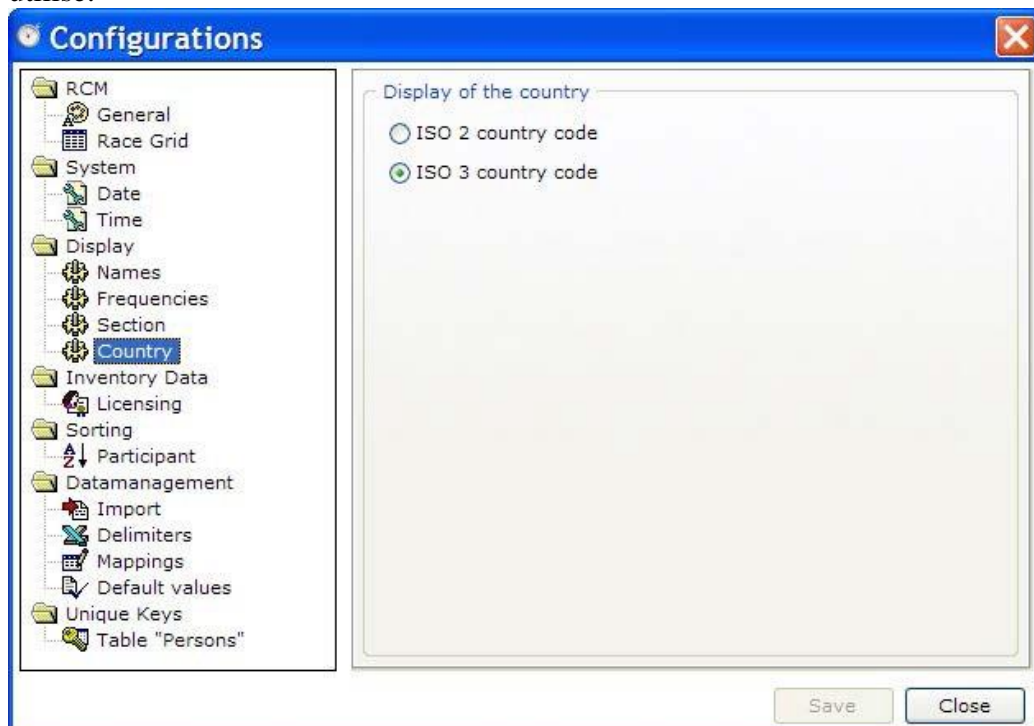 Configurations
RCM
General
Race Grid
System
Date
Time
Display
Names
Frequencies
Section
Country
Inventory Data
Licensing
Sorting
Participant
Datamanagement
Import
Delimiters
Mappings
Default values
Unique Keys
Table "Persons"
Display of the country
ISO 2 country code
ISO 3 country code
Save
Close